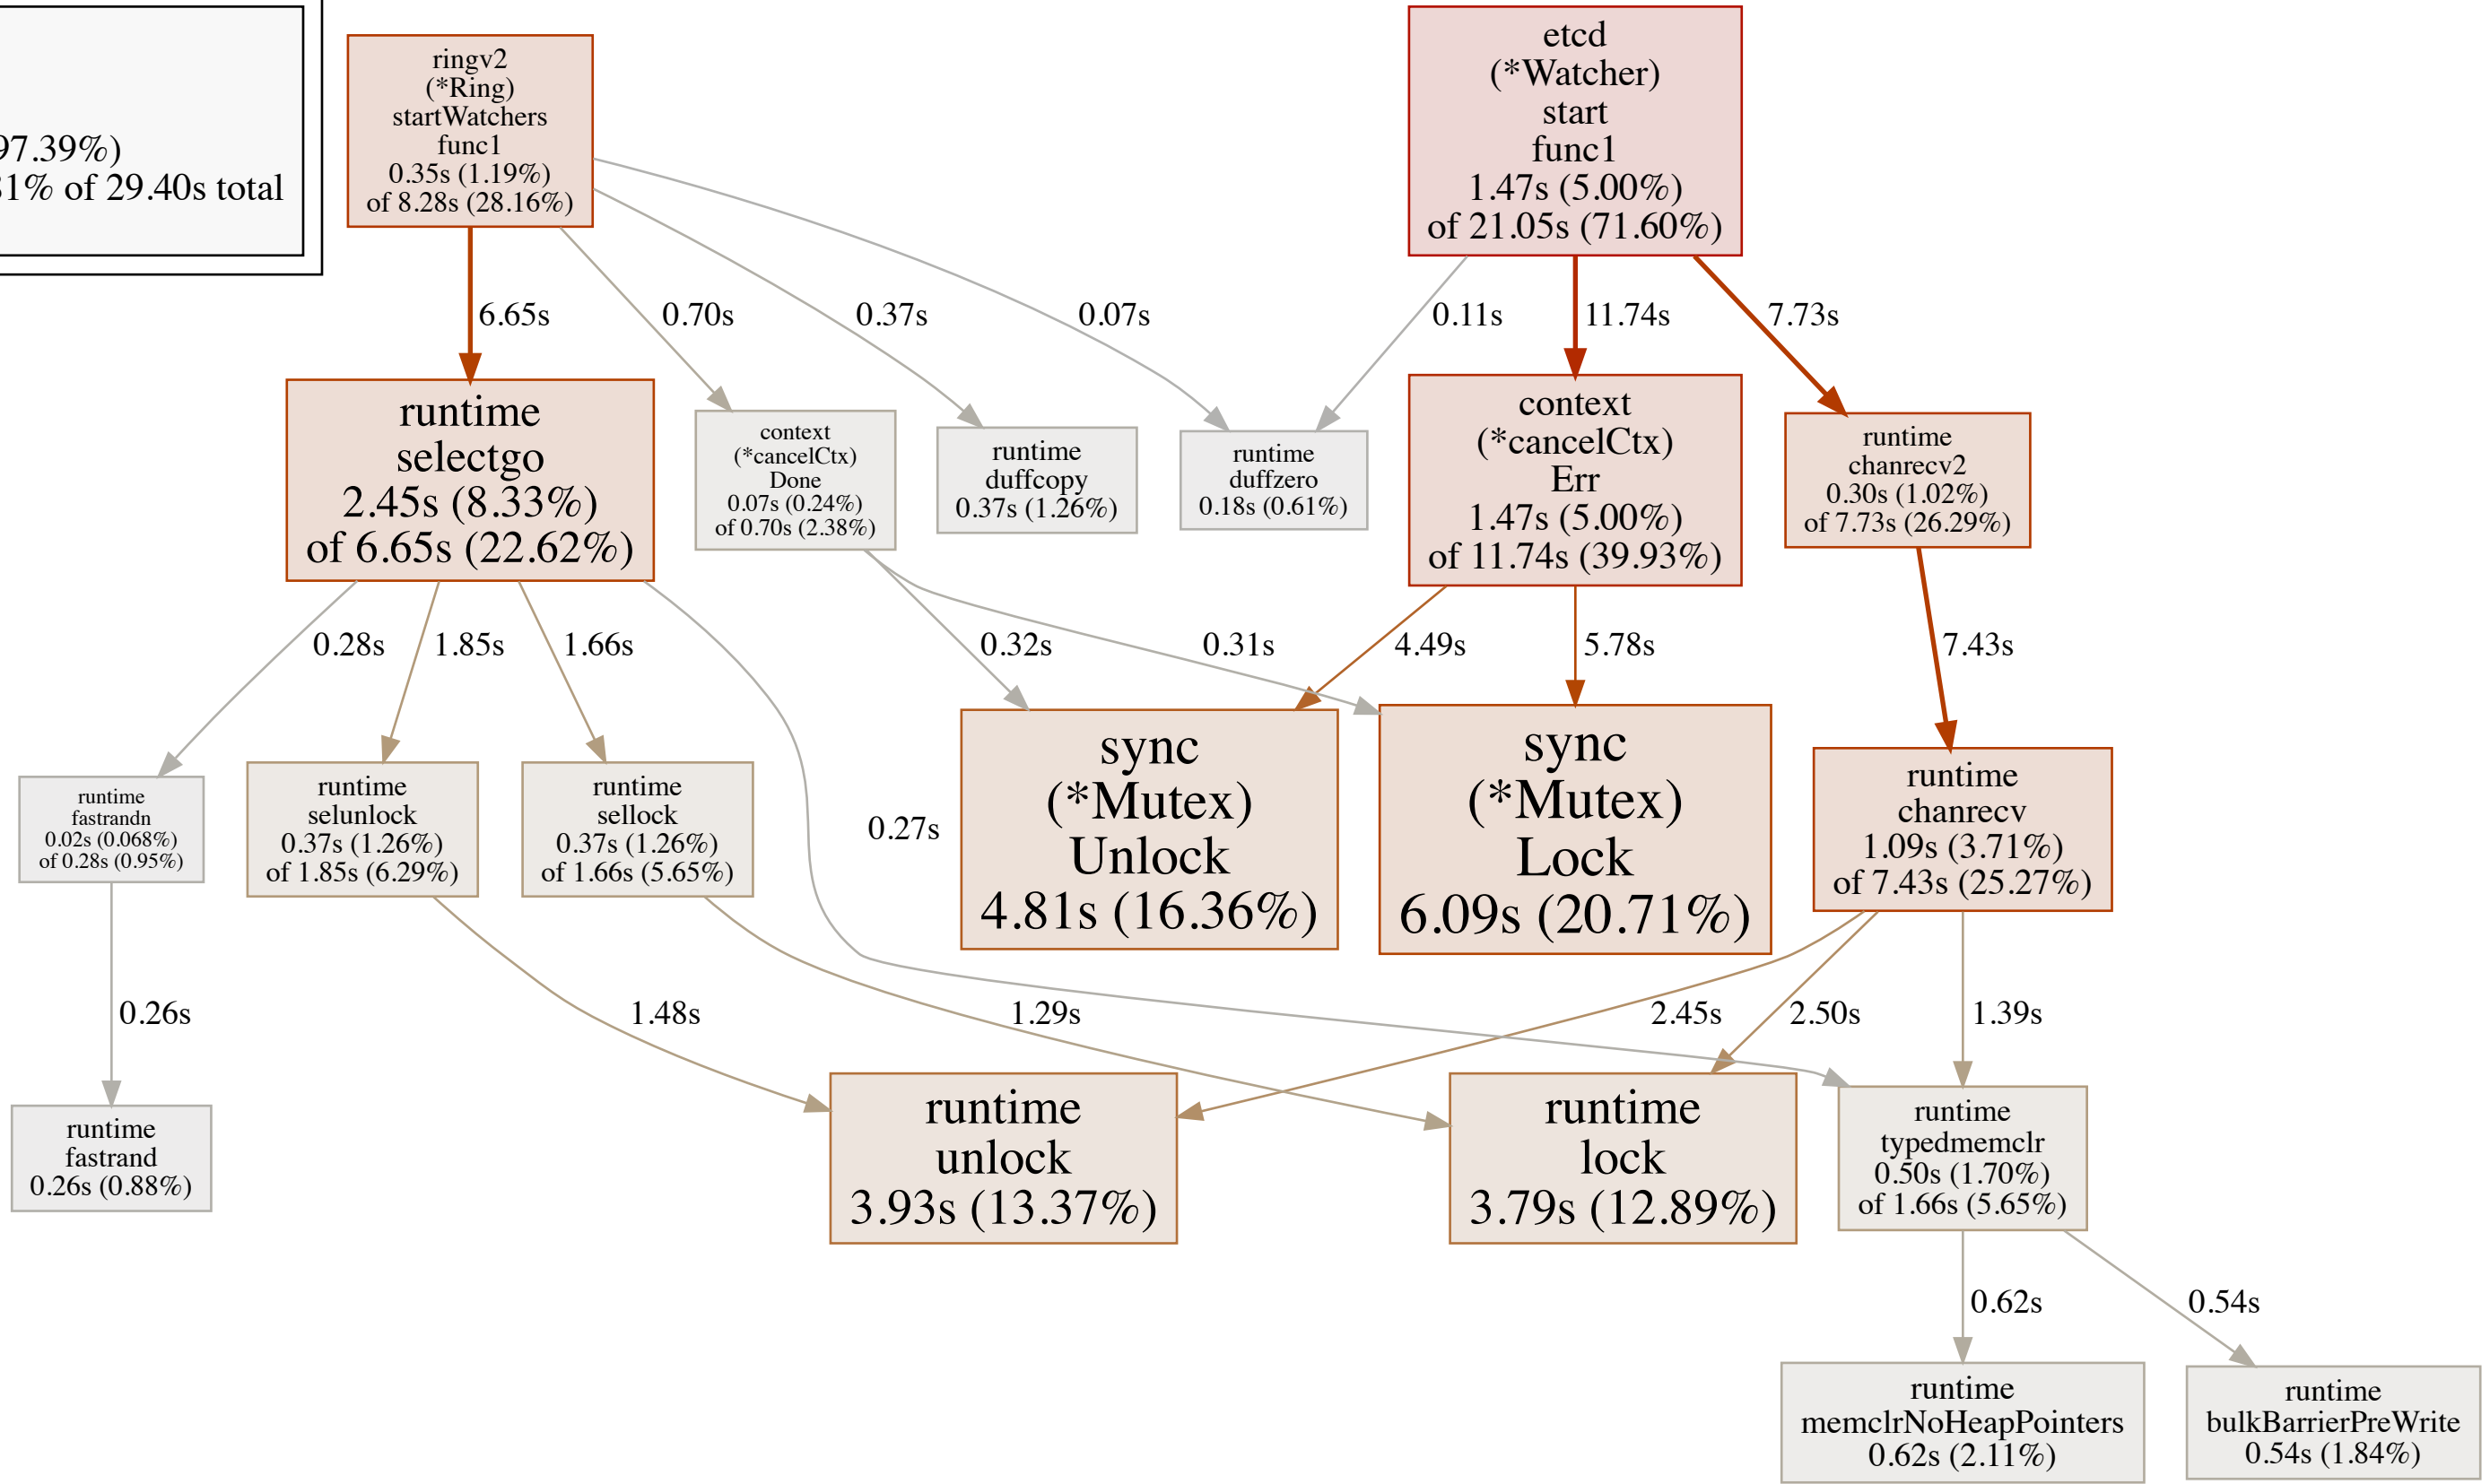 97.39%)
31% of 29.40s total
ringv2
(*Ring)
startWatchers
func1
0.35s (1.19%)
of 8.28s (28.16%)
etcd
(*Watcher)
start
func1
1.47s (5.00%)
of 21.05s (71.60%)
6.65s
0.70s
0.37s
0.07s
0.11s
11.74s
7.73s
runtime
selectgo
2.45s (8.33%)
of 6.65s (22.62%)
context
(*cancelCtx)
Done
0.07s (0.24%)
of 0.70s (2.38%)
runtime
duffcopy
0.37s (1.26%)
runtime
duffzero
0.18s (0.61%)
context
(*cancelCtx)
Err
1.47s (5.00%)
of 11.74s (39.93%)
runtime
chanrecv2
0.30s (1.02%)
of 7.73s (26.29%)
0.28s
1.85s
1.66s
0.32s
0.31s
4.49s
5.78s
7.43s
runtime
fastrandn
0.02s (0.068%)
of 0.28s (0.95%)
runtime
selunlock
0.37s (1.26%)
of 1.85s (6.29%)
runtime
sellock
0.37s (1.26%)
of 1.66s (5.65%)
0.27s
sync
(*Mutex)
Unlock
4.81s (16.36%)
sync
(*Mutex)
Lock
6.09s (20.71%)
runtime
chanrecv
1.09s (3.71%)
of 7.43s (25.27%)
0.26s
1.48s
1.29s
2.45s
2.50s
1.39s
runtime
fastrand
0.26s (0.88%)
runtime
unlock
3.93s (13.37%)
runtime
lock
3.79s (12.89%)
runtime
typedmemclr
0.50s (1.70%)
of 1.66s (5.65%)
0.62s
0.54s
runtime
memclrNoHeapPointers
0.62s (2.11%)
runtime
bulkBarrierPreWrite
0.54s (1.84%)